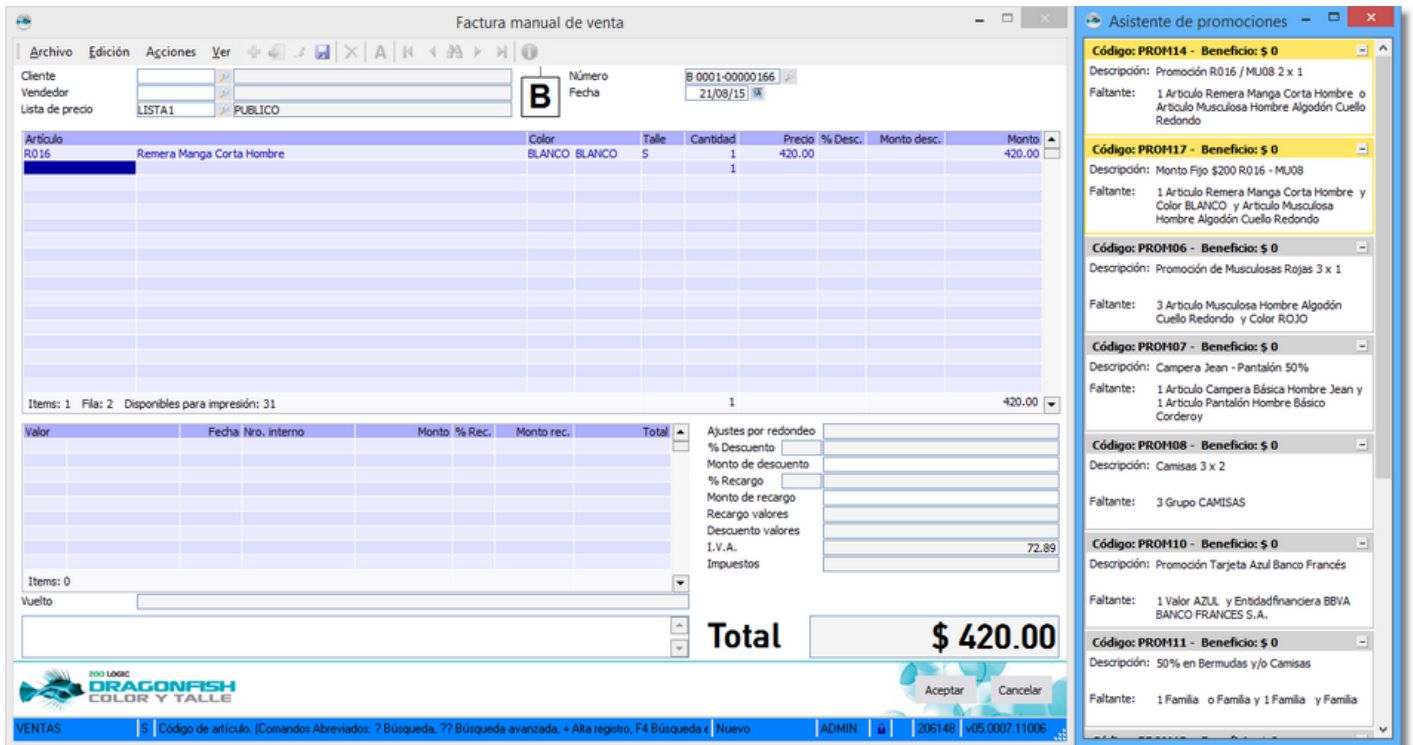 Factura manual de venta
Archivo Edición Acciones Ver
Cliente
Vendedor
Lista de precio LISTA1 PUBLICO
B
Número B 0001-00000166
Fecha 21/08/15
Artículo Color Talle Cantidad Precio % Desc. Monto desc. Monto
R016 Remera Manga Corta Hombre BLANCO BLANCO S 1 420.00 420.00
1
Items: 1 Fila: 2 Disponibles para impresión: 31 1 420.00
Valor Fecha Nro. interno Monto % Rec. Monto rec. Total
Items: 0
Vuelto
Ajustes por redondeo
% Descuento
Monto de descuento
% Recargo
Monto de recargo
Recargo valores
Descuento valores
I.V.A. 72.89
Impuestos
Total $ 420.00
ZOO LOGIC
DRAGONFISH
COLOR Y TALLE
Aceptar Cancelar
VENTAS S Código de artículo. (Comandos Abreviados: ? Búsqueda, ?? Búsqueda avanzada, + Alta registro, F4 Búsqueda e Nuevo ADMIN 206148 v05.0007.11006
Asistente de promociones
Código: PROM14 - Beneficio: $ 0
Descripción: Promoción R016 / MU08 2 x 1
Faltante: 1 Articulo Remera Manga Corta Hombre o
Articulo Musculosa Hombre Algodón Cuello
Redondo
Código: PROM17 - Beneficio: $ 0
Descripción: Monto Fijo $200 R016 - MU08
Faltante: 1 Articulo Remera Manga Corta Hombre y
Color BLANCO y Articulo Musculosa
Hombre Algodón Cuello Redondo
Código: PROM06 - Beneficio: $ 0
Descripción: Promoción de Musculosas Rojas 3 x 1
Faltante: 3 Articulo Musculosa Hombre Algodón
Cuello Redondo y Color ROJO
Código: PROM07 - Beneficio: $ 0
Descripción: Campera Jean - Pantalón 50%
Faltante: 1 Articulo Campera Básica Hombre Jean y
1 Articulo Pantalón Hombre Básico
Corderoy
Código: PROM08 - Beneficio: $ 0
Descripción: Camisas 3 x 2
Faltante: 3 Grupo CAMISAS
Código: PROM10 - Beneficio: $ 0
Descripción: Promoción Tarjeta Azul Banco Francés
Faltante: 1 Valor AZUL y Entidadfinanciera BBVA
BANCO FRANCES S.A.
Código: PROM11 - Beneficio: $ 0
Descripción: 50% en Bermudas y/o Camisas
Faltante: 1 Familia o Familia y 1 Familia y Familia